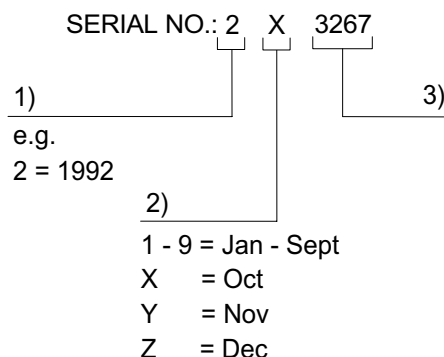 SERIAL NO.: 2 X 3267
1)
3)
e.g.
2 = 1992
2)
1 - 9 = Jan - Sept
X = Oct
Y = Nov
Z = Dec